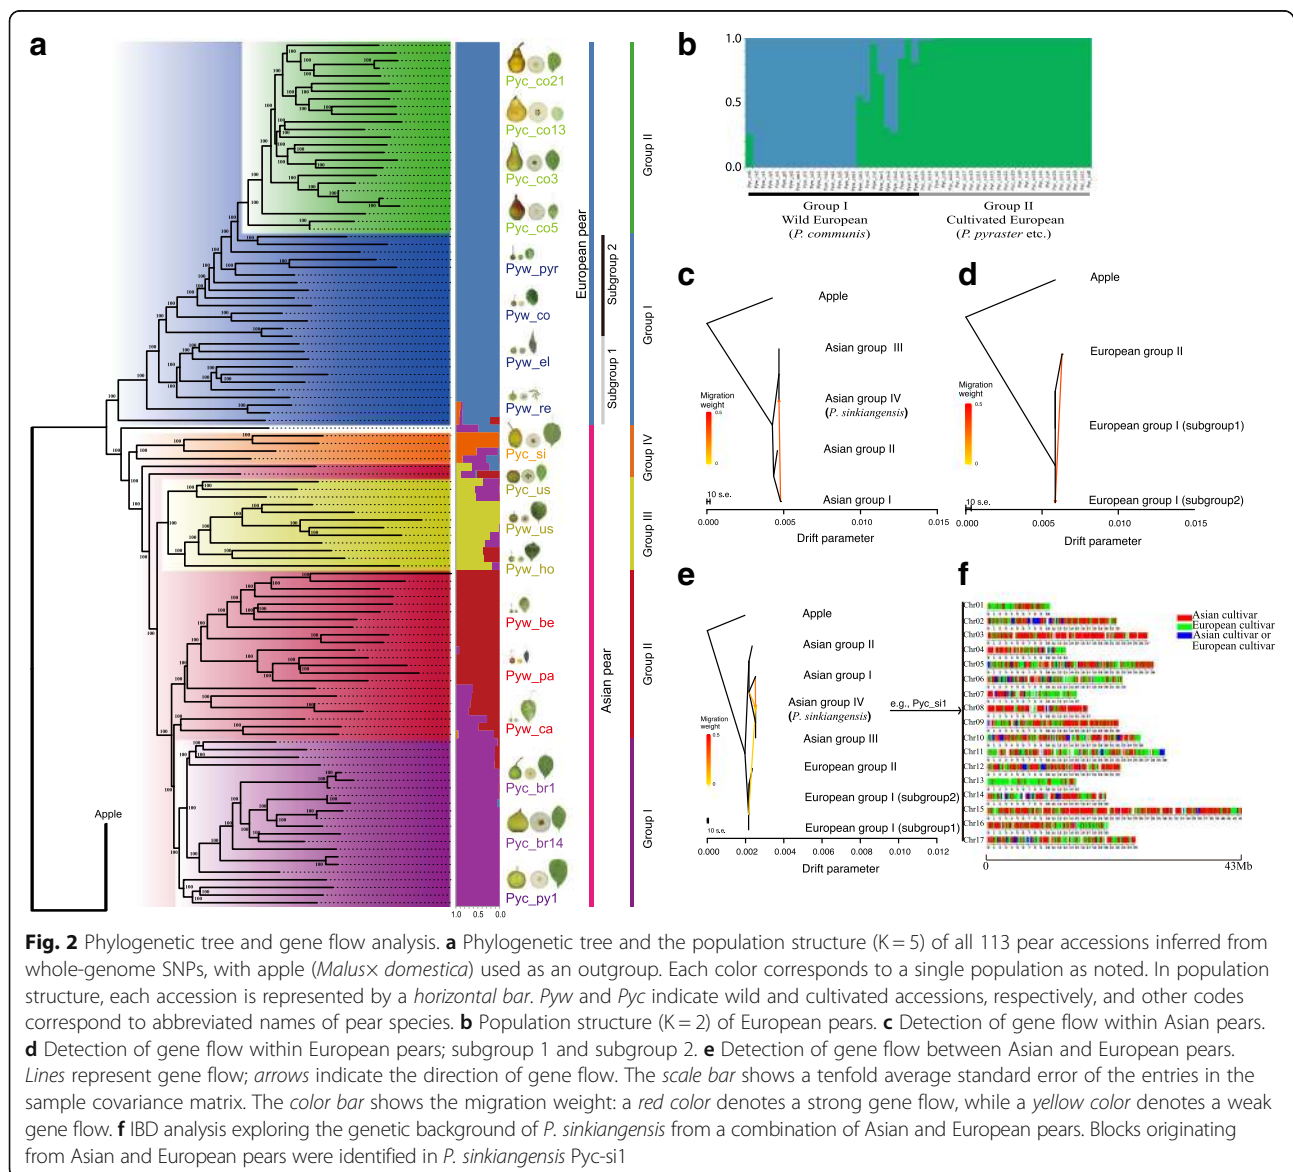 a
Pyc_co21
Pyc_co13
Pyc_co3
Pyc_co5
Pyw_pyr
Pyw_co
Pyw_el
Pyw_re
Pyc_si
Pyc_us
Pyw_us
Pyw_ho
Pyw_be
Pyw_pa
Pyw_ca
Pyc_br1
Pyc_br14
Pyc_py1
1.0 0.5 0.0
Apple
European pear
Asian pear
Subgroup 2
Subgroup 1
Group II
Group I
Group IV
Group III
Group II
Group I
b
1.0
0.5
0.0
Group I
Wild European
(P. communis)
Group II
Cultivated European
(P. pyraster etc.)
c
Apple
Asian group III
Asian group IV
(P. sinkiangensis)
Asian group II
Asian group I
Migration
weight
0.5
0
10 s.e.
0.000 0.005 0.010 0.015
Drift parameter
d
Apple
European group II
European group I (subgroup1)
European group I (subgroup2)
Migration
weight
0.5
0
10 s.e.
0.000 0.005 0.010 0.015
Drift parameter
e
Apple
Asian group II
Asian group I
Asian group IV
(P. sinkiangensis)
Asian group III
European group II
European group I (subgroup2)
European group I (subgroup1)
Migration
weight
0.5
0
10 s.e.
0.000 0.002 0.004 0.006 0.008 0.010 0.012
Drift parameter
e.g., Pyc_si1
f
Chr01
Chr02
Chr03
Chr04
Chr05
Chr06
Chr07
Chr08
Chr09
Chr10
Chr11
Chr12
Chr13
Chr14
Chr15
Chr16
Chr17
Asian cultivar
European cultivar
Asian cultivar or
European cultivar
0 43Mb
Fig. 2 Phylogenetic tree and gene flow analysis. a Phylogenetic tree and the population structure (K = 5) of all 113 pear accessions inferred from
whole-genome SNPs, with apple (Malus× domestica) used as an outgroup. Each color corresponds to a single population as noted. In population
structure, each accession is represented by a horizontal bar. Pyw and Pyc indicate wild and cultivated accessions, respectively, and other codes
correspond to abbreviated names of pear species. b Population structure (K = 2) of European pears. c Detection of gene flow within Asian pears.
d Detection of gene flow within European pears; subgroup 1 and subgroup 2. e Detection of gene flow between Asian and European pears.
Lines represent gene flow; arrows indicate the direction of gene flow. The scale bar shows a tenfold average standard error of the entries in the
sample covariance matrix. The color bar shows the migration weight: a red color denotes a strong gene flow, while a yellow color denotes a weak
gene flow. f IBD analysis exploring the genetic background of P. sinkiangensis from a combination of Asian and European pears. Blocks originating
from Asian and European pears were identified in P. sinkiangensis Pyc-si1